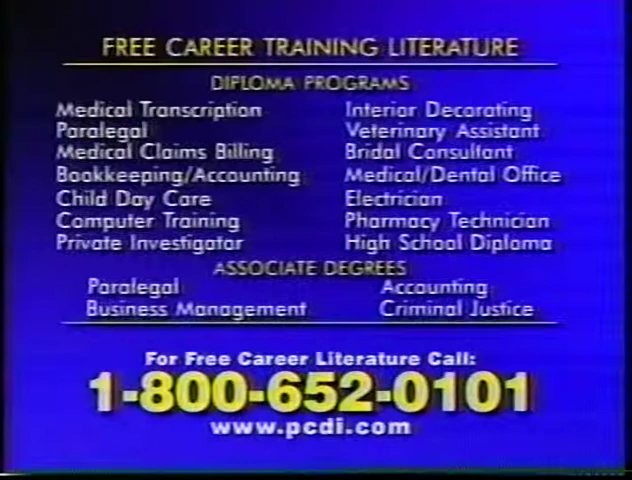 FREE CAREER TRAINING LITERATURE
DIPLOMA PROGRAMS
Medical Transcription Interior Decorating
Paralegal Veterinary Assistant
Medical Claims Billing Bridal Consultant
Bookkeeping/Accounting Medical/Dental Office
Child Day Care Electrician
Computer Training Pharmacy Technician
Private Investigator High School Diploma
ASSOCIATE DEGREES
Paralegal Accounting
Business Management Criminal Justice
For Free Career Literature Call:
1-800-652-0101
www.pcdi.com